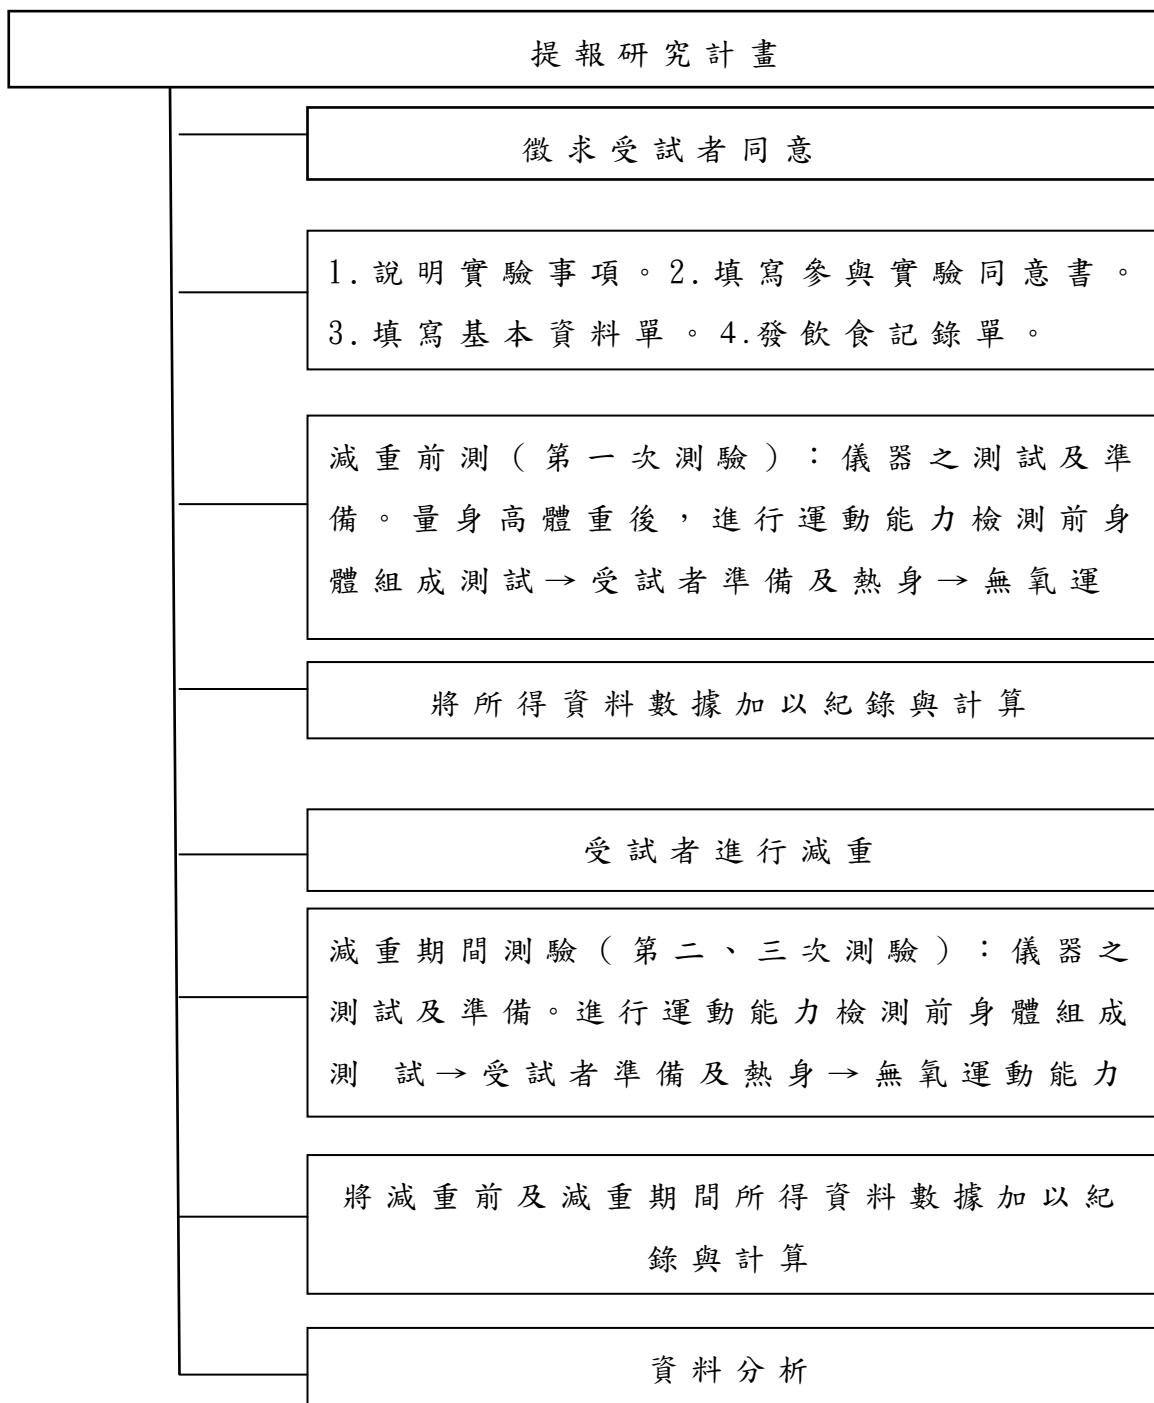 提報研究計畫
徵求受試者同意
1.說明實驗事項。2.填寫參與實驗同意書。
3.填寫基本資料單。4.發飲食記錄單。
減重前測(第一次測驗)：儀器之測試及準
備。量身高體重後，進行運動能力檢測前身
體組成測試→受試者準備及熱身→無氧運
將所得資料數據加以紀錄與計算
受試者進行減重
減重期間測驗(第二、三次測驗)：儀器之
測試及準備。進行運動能力檢測前身體組成
測 試→受試者準備及熱身→無氧運動能力
將減重前及減重期間所得資料數據加以紀
錄與計算
資料分析